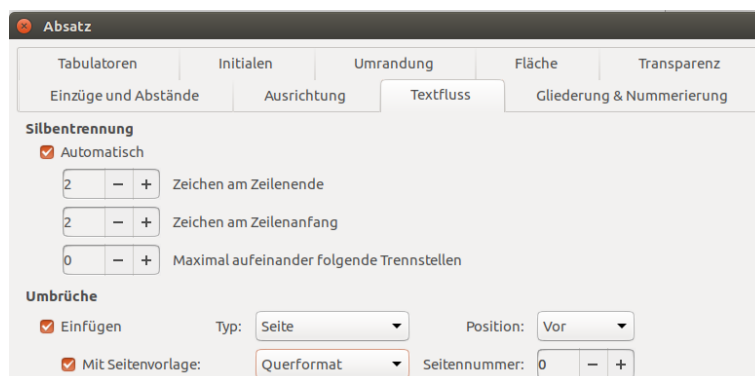 Absatz
Tabulatoren Initialen Umrandung Fläche Transparenz
Einzüge und Abstände Ausrichtung Textfluss Gliederung & Nummerierung
Silbentrennung
Automatisch
2 − + Zeichen am Zeilenende
2 − + Zeichen am Zeilenanfang
0 − + Maximal aufeinander folgende Trennstellen
Umbrüche
Einfügen Typ: Seite Position: Vor
Mit Seitenvorlage: Querformat Seitennummer: 0 − +